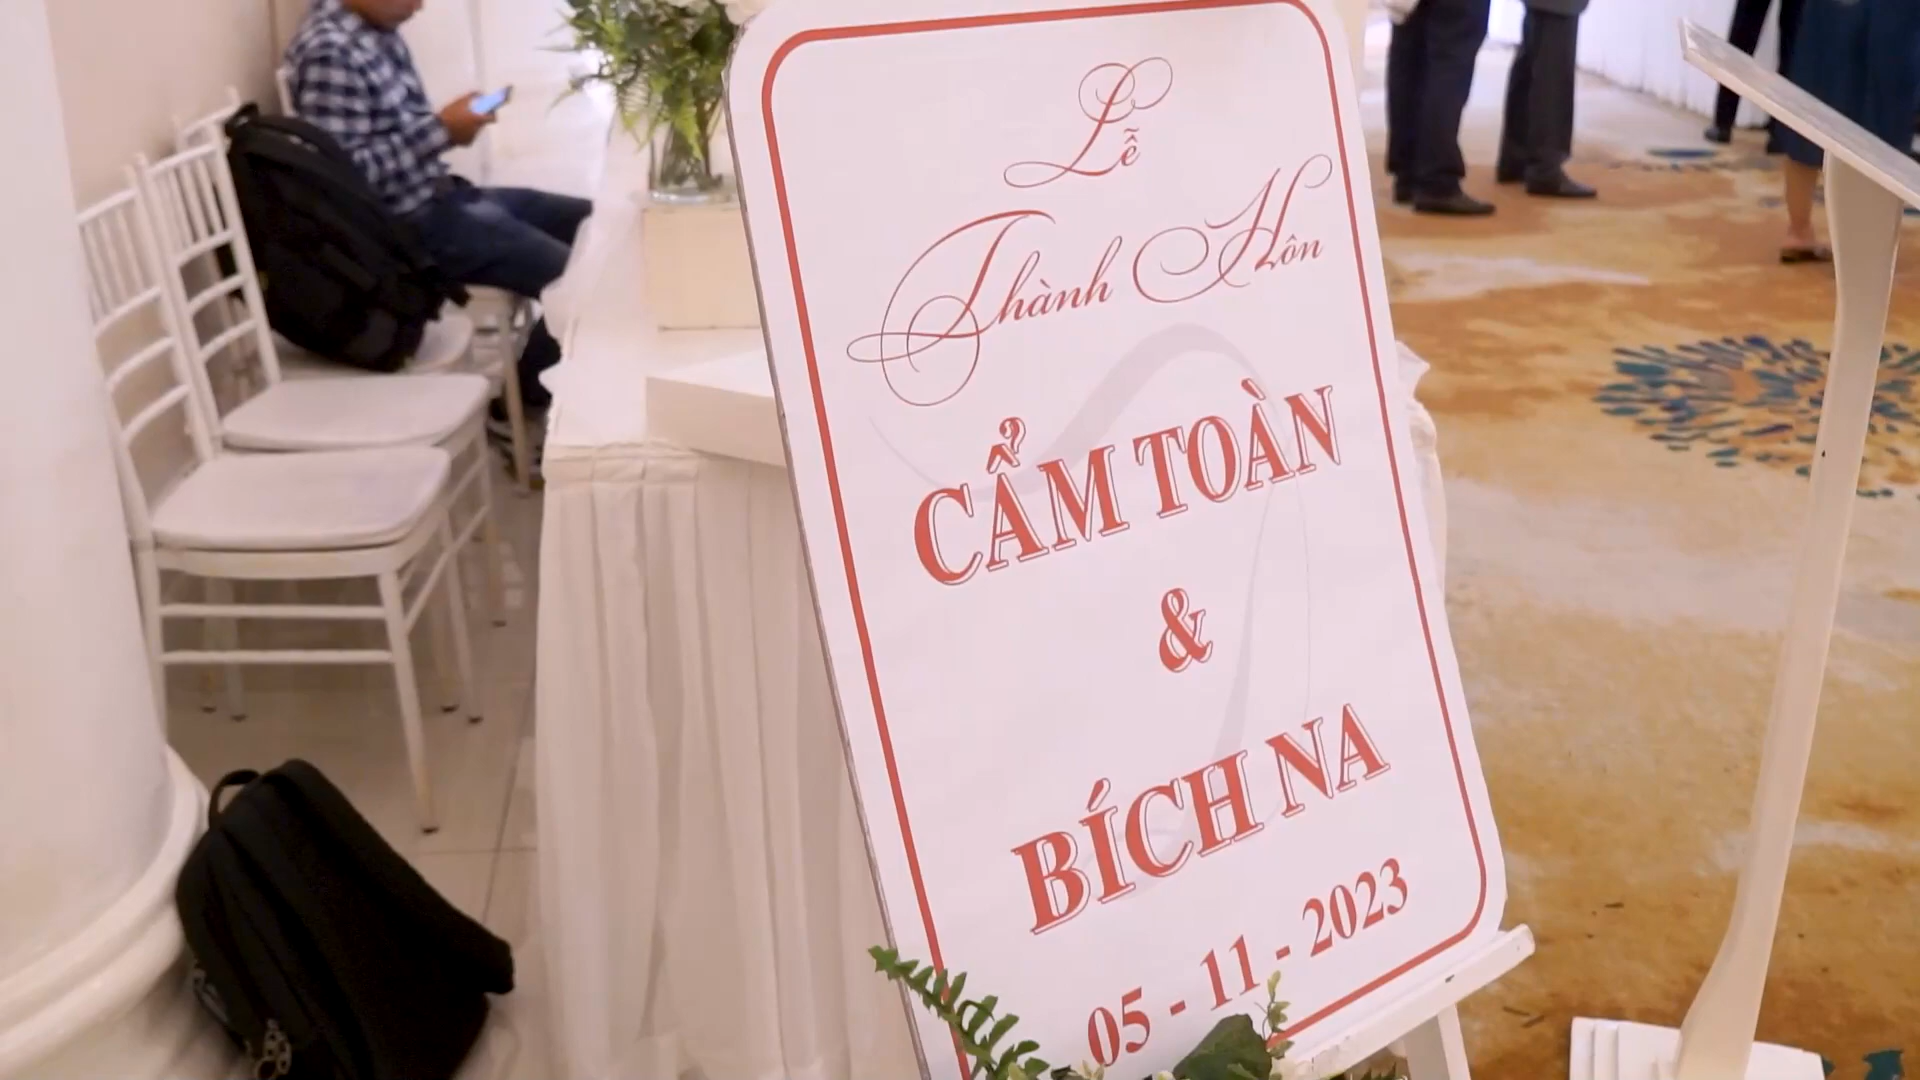 Lễ
Thành Hôn
CẨM TOÀN
&
BÍCH NA
05 - 11 - 2023